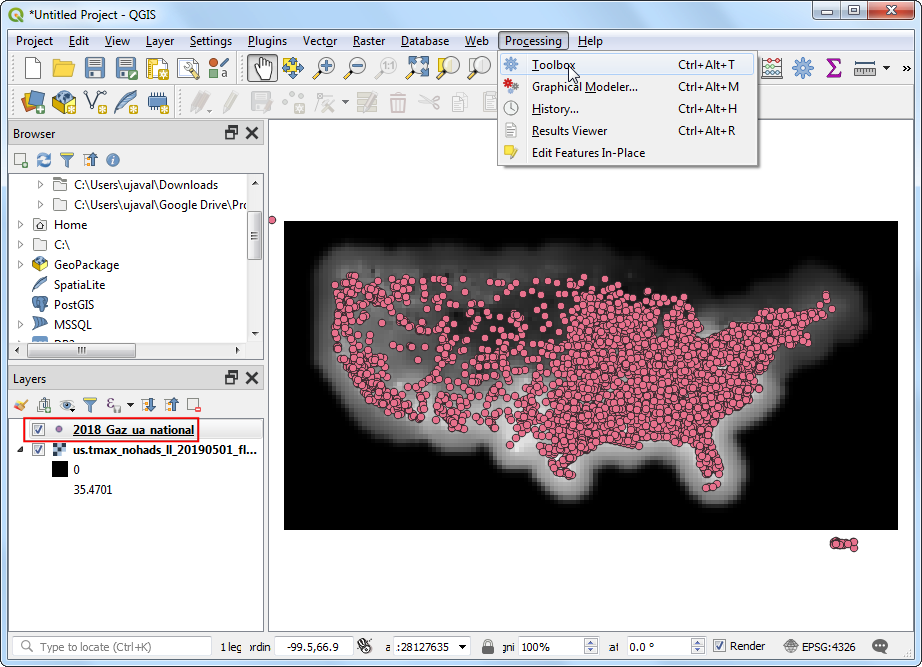 *Untitled Project - QGIS
Project Edit View Layer Settings Plugins Vector Raster Database Web Processing Help
Toolbox Ctrl+Alt+T
Graphical Modeler... Ctrl+Alt+M
History... Ctrl+Alt+H
Results Viewer Ctrl+Alt+R
Edit Features In-Place
Browser
C:\Users\ujaval\Downloads
C:\Users\ujaval\Google Drive\Pro
Home
C:\
GeoPackage
SpatiaLite
PostGIS
MSSQL
Layers
2018_Gaz_ua_national
us.tmax_nohads_ll_20190501_fl...
0
35.4701
Type to locate (Ctrl+K) 1 leg ordin -99.5,66.9 a :28127635 gni 100% at 0.0 ° Render EPSG:4326